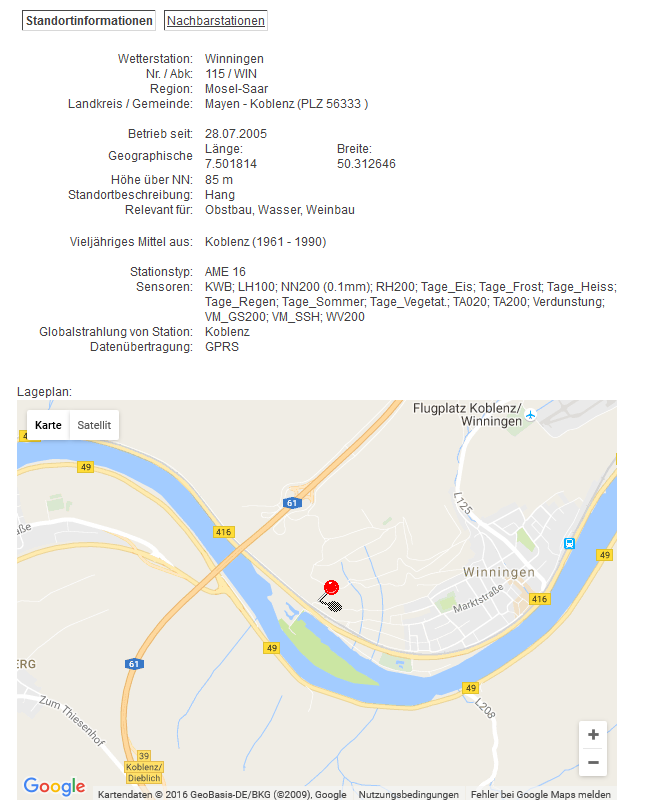 Standortinformationen Nachbarstationen
Wetterstation: Winningen
Nr. / Abk: 115 / WIN
Region: Mosel-Saar
Landkreis / Gemeinde: Mayen - Koblenz (PLZ 56333 )
Betrieb seit: 28.07.2005
Geographische Länge: Breite:
7.501814 50.312646
Höhe über NN: 85 m
Standortbeschreibung: Hang
Relevant für: Obstbau, Wasser, Weinbau
Vieljähriges Mittel aus: Koblenz (1961 - 1990)
Stationstyp: AME 16
Sensoren: KWB; LH100; NN200 (0.1mm); RH200; Tage_Eis; Tage_Frost; Tage_Heiss;
Tage_Regen; Tage_Sommer; Tage_Vegetat.; TA020; TA200; Verdunstung;
VM_GS200; VM_SSH; WV200
Globalstrahlung von Station: Koblenz
Datenübertragung: GPRS
Lageplan:
Flugplatz Koblenz/
Winningen
Karte Satellit
49
61
L125
416
aße
49
Winningen
Marktstraße
416
49
61
ERG
49
L208
Zum Thiesenhof
39
Koblenz/
Dieblich
+
−
Google
Kartendaten © 2016 GeoBasis-DE/BKG (©2009), Google Nutzungsbedingungen Fehler bei Google Maps melden